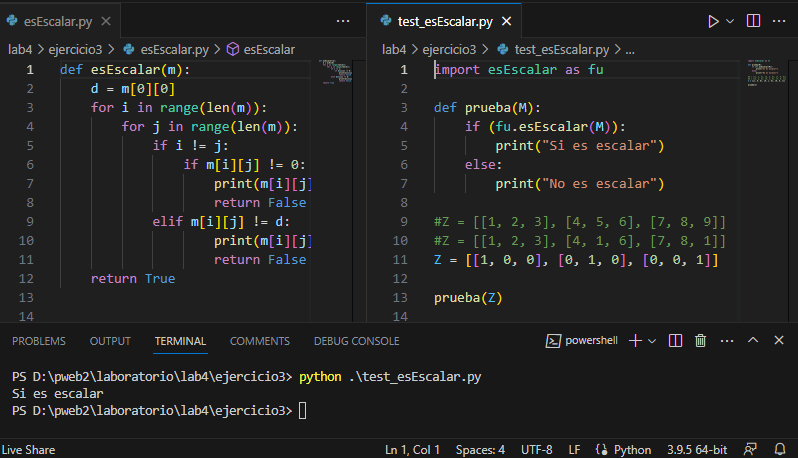 esEscalar.py
lab4 > ejercicio3 > esEscalar.py > esEscalar
1 def esEscalar(m):
2 d = m[0][0]
3 for i in range(len(m)):
4 for j in range(len(m)):
5 if i != j:
6 if m[i][j] != 0:
7 print(m[i][j]
8 return False
9 elif m[i][j] != d:
10 print(m[i][j]
11 return False
12 return True
13
14
test_esEscalar.py
lab4 > ejercicio3 > test_esEscalar.py > ...
1 import esEscalar as fu
2
3 def prueba(M):
4 if (fu.esEscalar(M)):
5 print("Si es escalar")
6 else:
7 print("No es escalar")
8
9 #Z = [[1, 2, 3], [4, 5, 6], [7, 8, 9]]
10 #Z = [[1, 2, 3], [4, 1, 6], [7, 8, 1]]
11 Z = [[1, 0, 0], [0, 1, 0], [0, 0, 1]]
12
13 prueba(Z)
14
PROBLEMS OUTPUT TERMINAL COMMENTS DEBUG CONSOLE powershell
PS D:\pweb2\laboratorio\lab4\ejercicio3> python .\test_esEscalar.py
Si es escalar
PS D:\pweb2\laboratorio\lab4\ejercicio3>
Live Share Ln 1, Col 1 Spaces: 4 UTF-8 LF Python 3.9.5 64-bit